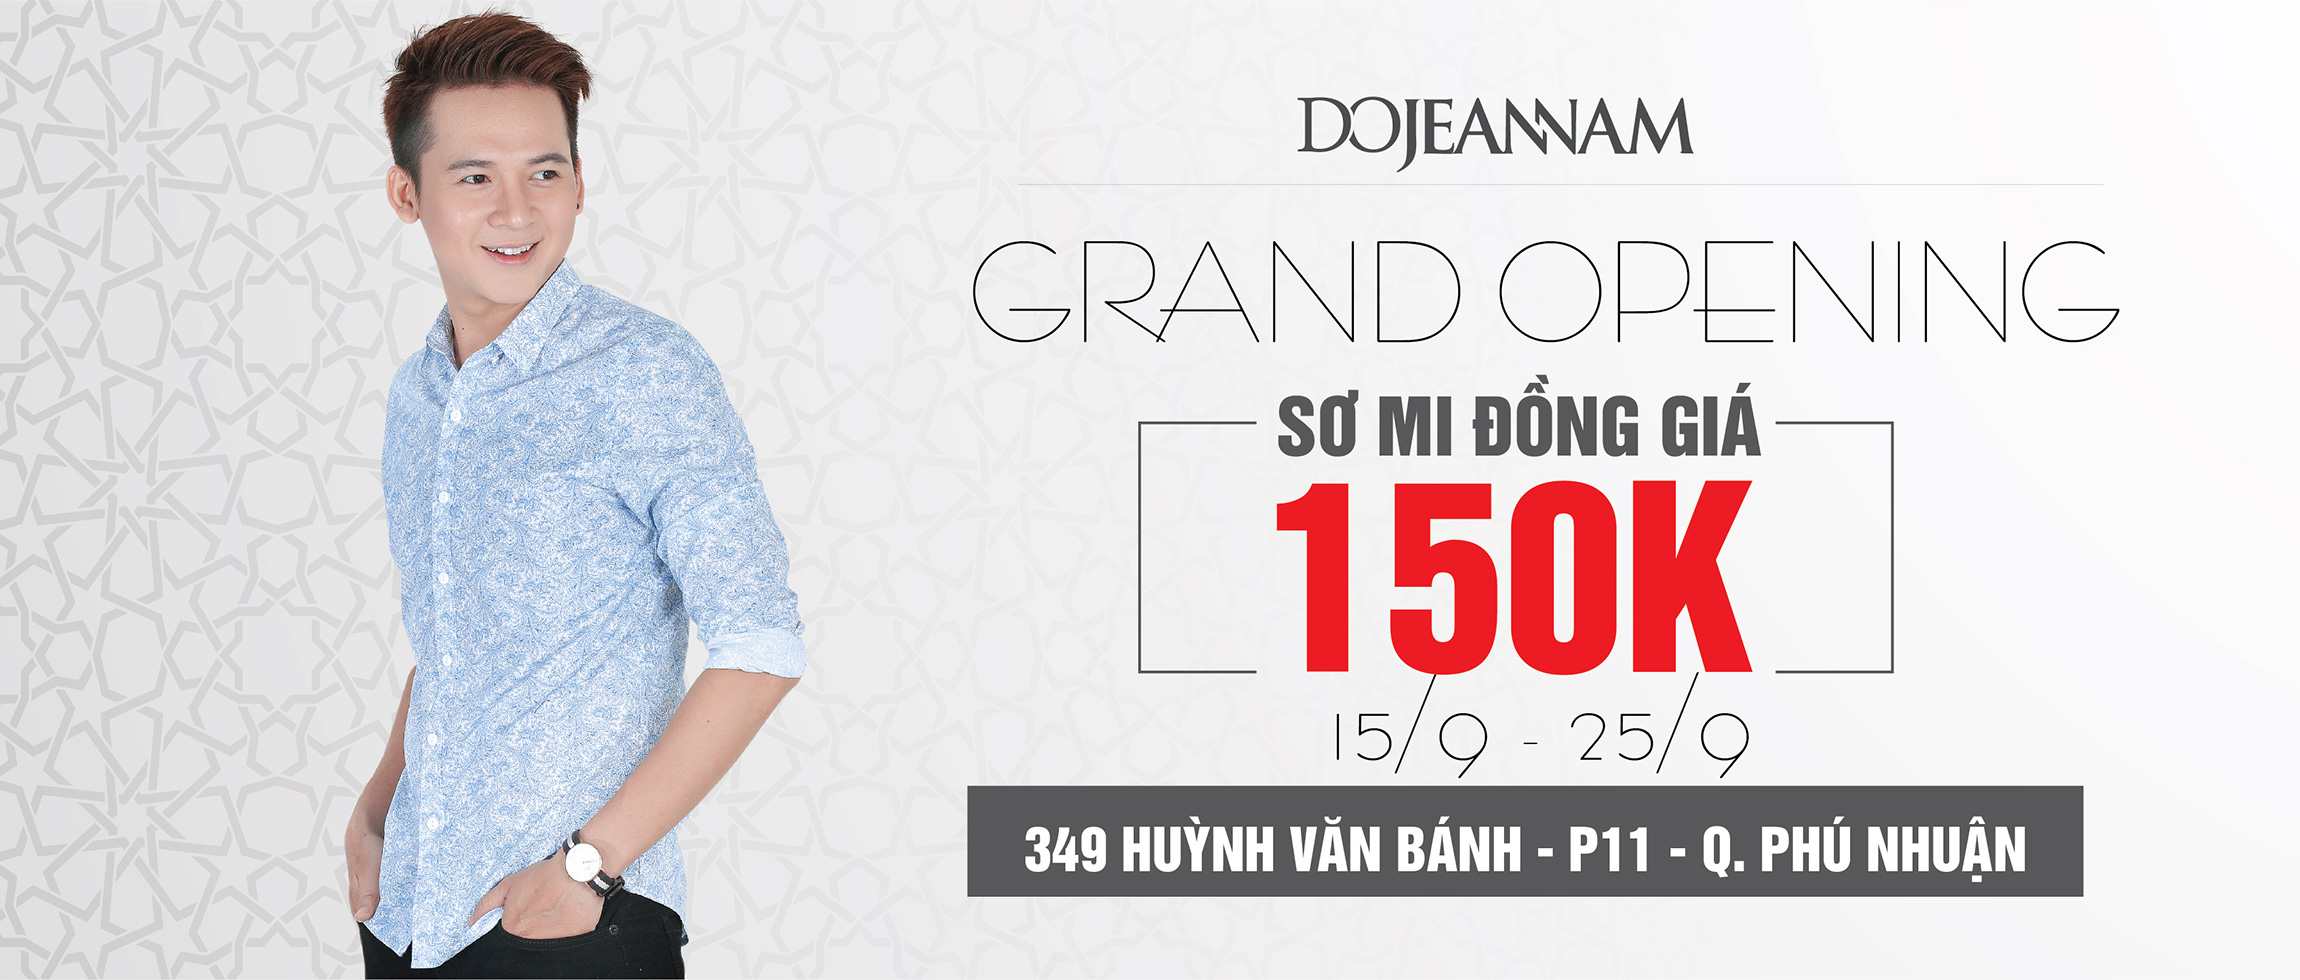 DOJEANNAM
GRAND OPENING
SƠ MI ĐỒNG GIÁ
150K
15/9 - 25/9
349 HUỲNH VĂN BÁNH - P11 - Q. PHÚ NHUẬN